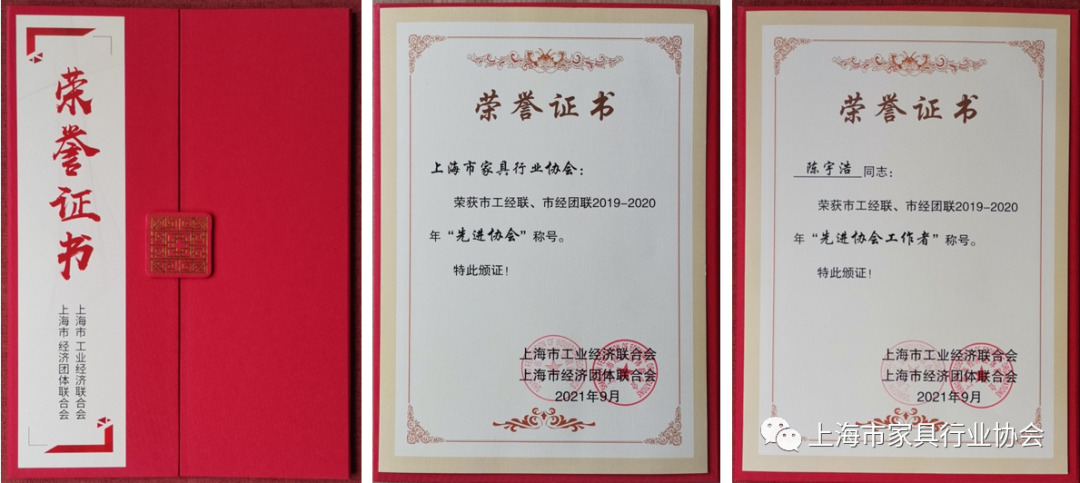 荣誉证书
上海市工业经济联合会
上海市经济团体联合会
荣誉证书
上海市家具行业协会：
荣获市工经联、市经团联2019-2020
年“先进协会”称号。
特此颁证！
上海市工业经济联合会
上海市经济团体联合会
2021年9月
荣誉证书
陈宇浩同志：
荣获市工经联、市经团联2019-2020
年“先进协会工作者”称号。
特此颁证！
上海市工业经济联合会
上海市经济团体联合会
2021年9月
上海市家具行业协会